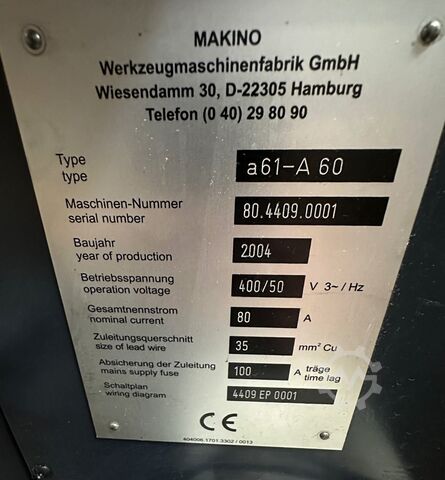 MAKINO
Werkzeugmaschinenfabrik GmbH
Wiesendamm 30, D-22305 Hamburg
Telefon (0 40) 29 80 90
Type
type
a61-A 60
Maschinen-Nummer
serial number
80.4409.0001
Baujahr
year of production
2004
Betriebsspannung
operation voltage
400/50 V 3~ / Hz
Gesamtnennstrom
nominal current
80 A
Zuleitungsquerschnitt
size of lead wire
35 mm² Cu
Absicherung der Zuleitung
mains supply fuse
100 A träge
time lag
Schaltplan
wiring diagram
4409 EP 0001
CE
404006.1701.3302 / 0013